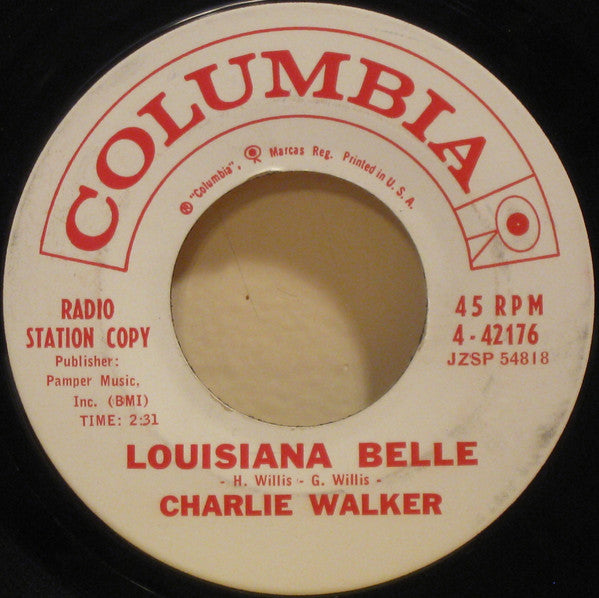 COLUMBIA
® "Columbia", Marcas Reg. Printed in U. S. A.
RADIO
STATION COPY
Publisher:
Pamper Music,
Inc. (BMI)
TIME: 2:31
45 RPM
4-42176
JZSP 54818
LOUISIANA BELLE
- H. Willis - G. Willis -
CHARLIE WALKER